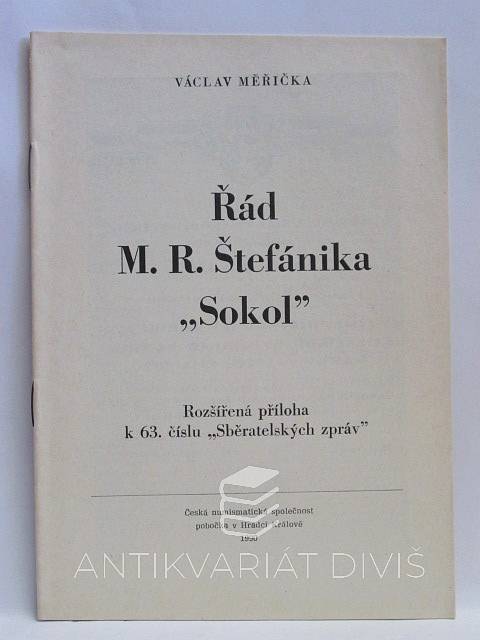 VÁCLAV MĚŘIČKA
Řád
M. R. Štefánika
„Sokol”
Rozšířená příloha
k 63. číslu „Sběratelských zpráv”
Česká numismatická společnost
pobočka v Hradci Králové
1990
ANTIKVARIÁT DIVIŠ